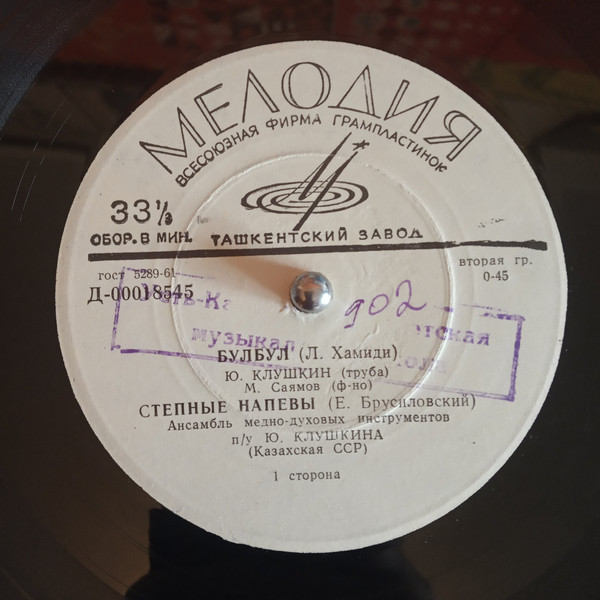 МЕЛОДИЯ
ВСЕСОЮЗНАЯ ФИРМА ГРАМПЛАСТИНОК
33⅓
ОБОР. В МИН. ТАШКЕНТСКИЙ ЗАВОД
ГОСТ 5289-61
вторая гр.
Д-00018545
0-45
902
БУЛБУЛ (Л. Хамиди)
Ю. КЛУШКИН (труба)
М. Саямов (ф-но)
СТЕПНЫЕ НАПЕВЫ (Е. Брусиловский)
Ансамбль медно-духовых инструментов
п/у Ю. КЛУШКИНА
(Казахская ССР)
1 сторона